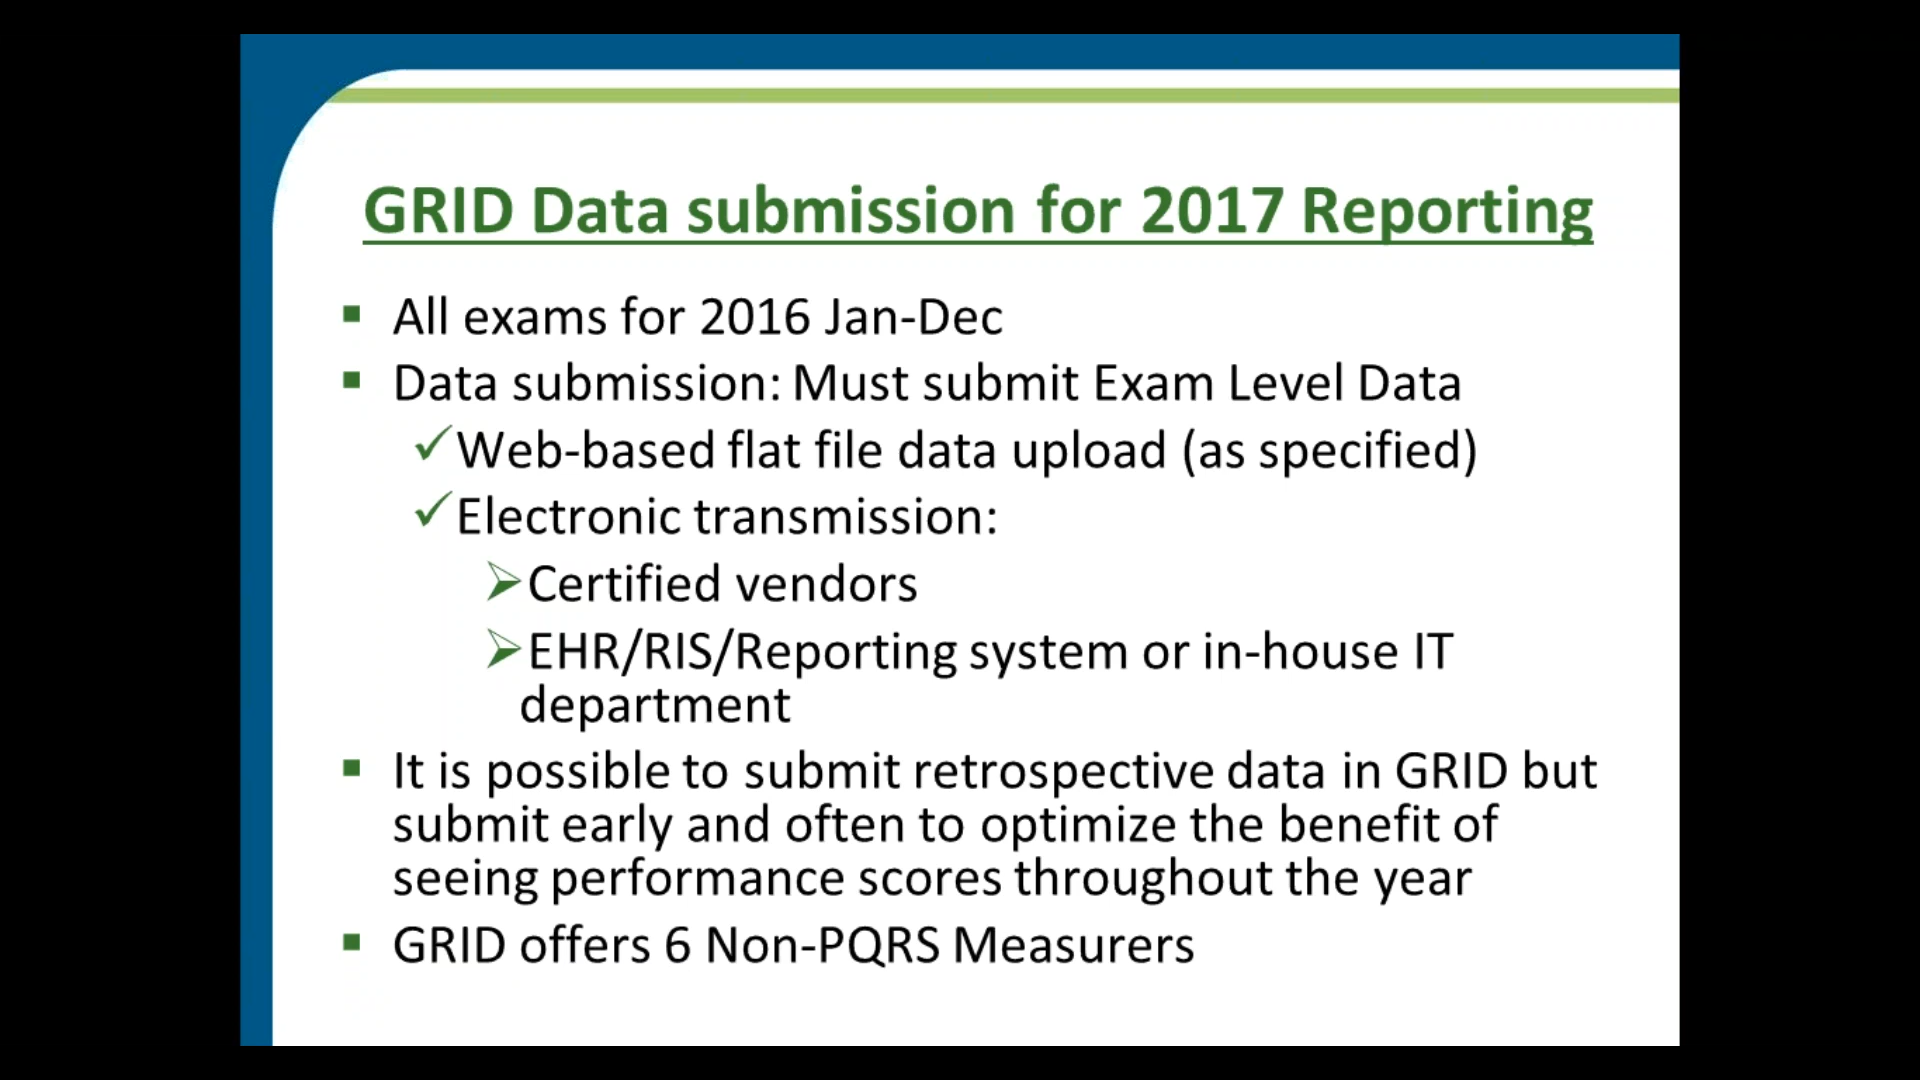 GRID Data submission for 2017 Reporting
All exams for 2016 Jan-Dec
Data submission: Must submit Exam Level Data
Web-based flat file data upload (as specified)
Electronic transmission:
Certified vendors
EHR/RIS/Reporting system or in-house IT
department
It is possible to submit retrospective data in GRID but
submit early and often to optimize the benefit of
seeing performance scores throughout the year
GRID offers 6 Non-PQRS Measurers